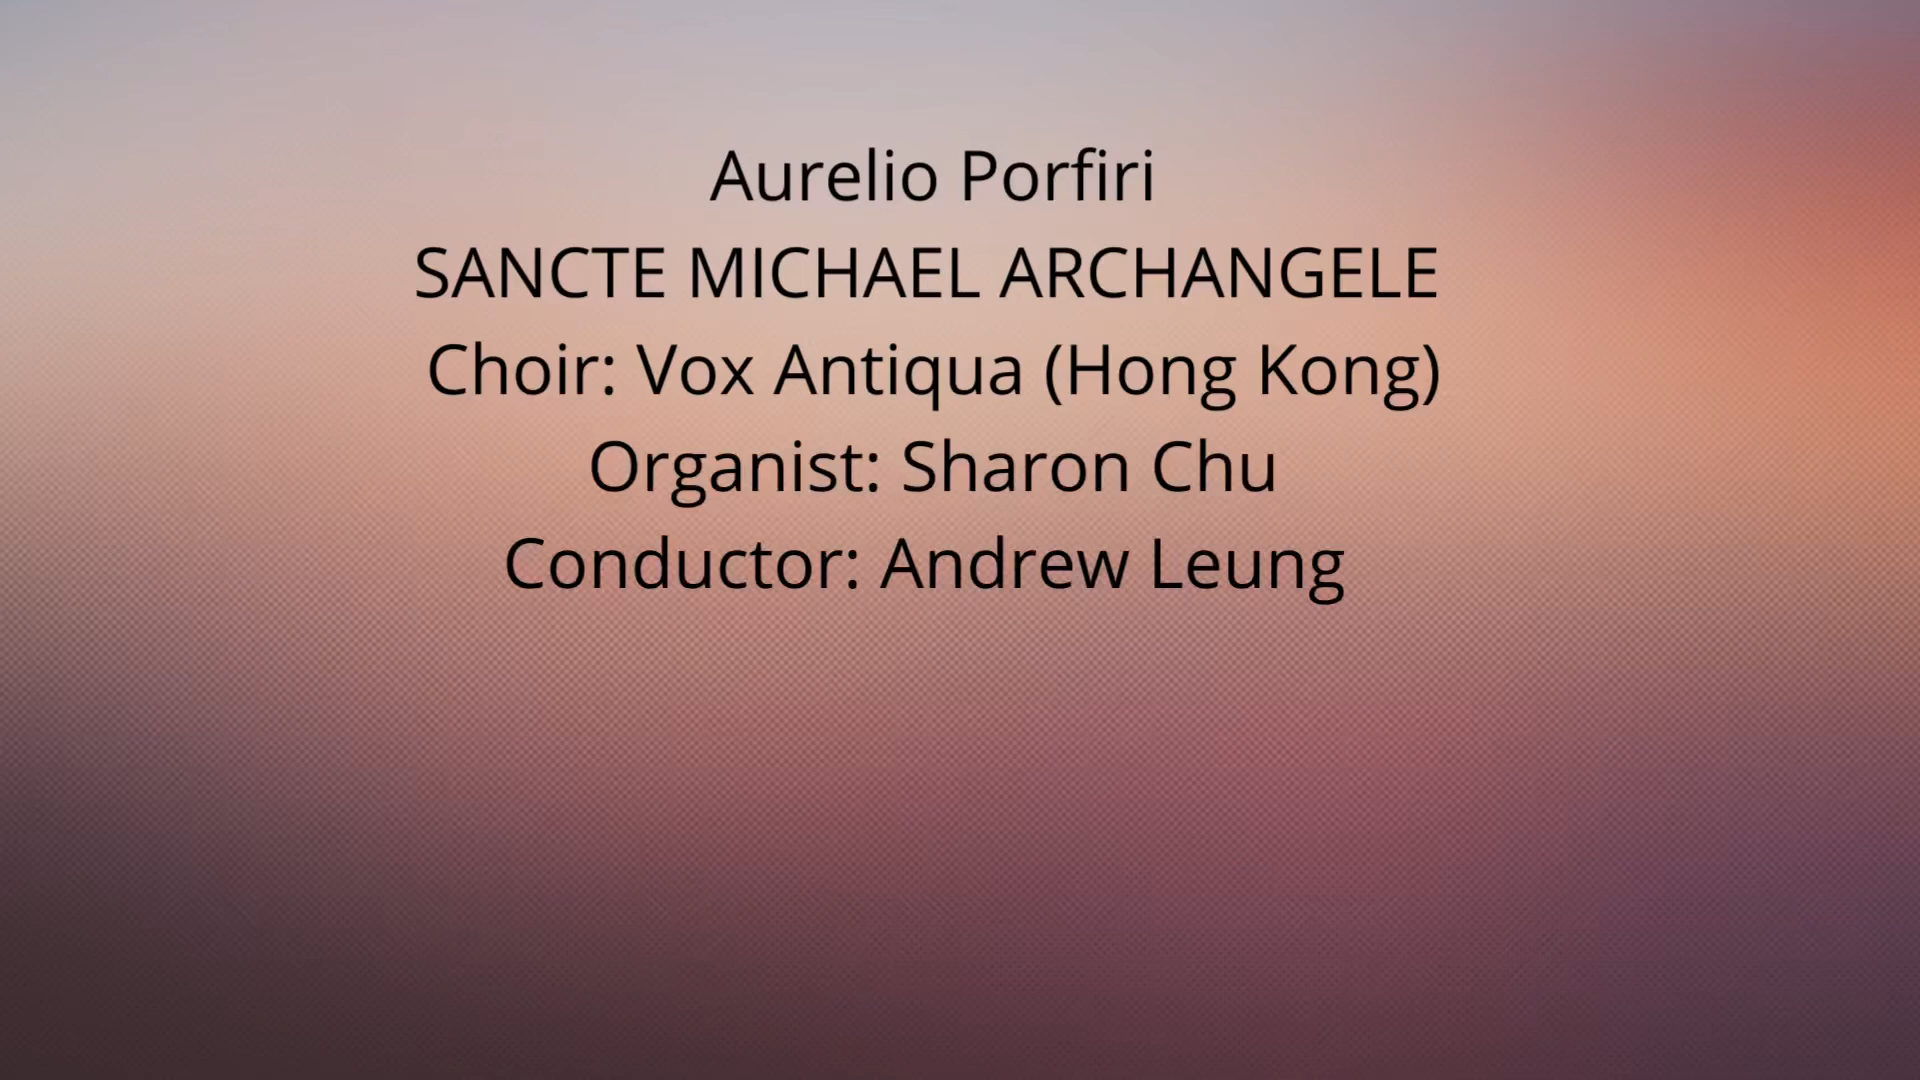 Aurelio Porfiri
SANCTE MICHAEL ARCHANGELE
Choir: Vox Antiqua (Hong Kong)
Organist: Sharon Chu
Conductor: Andrew Leung